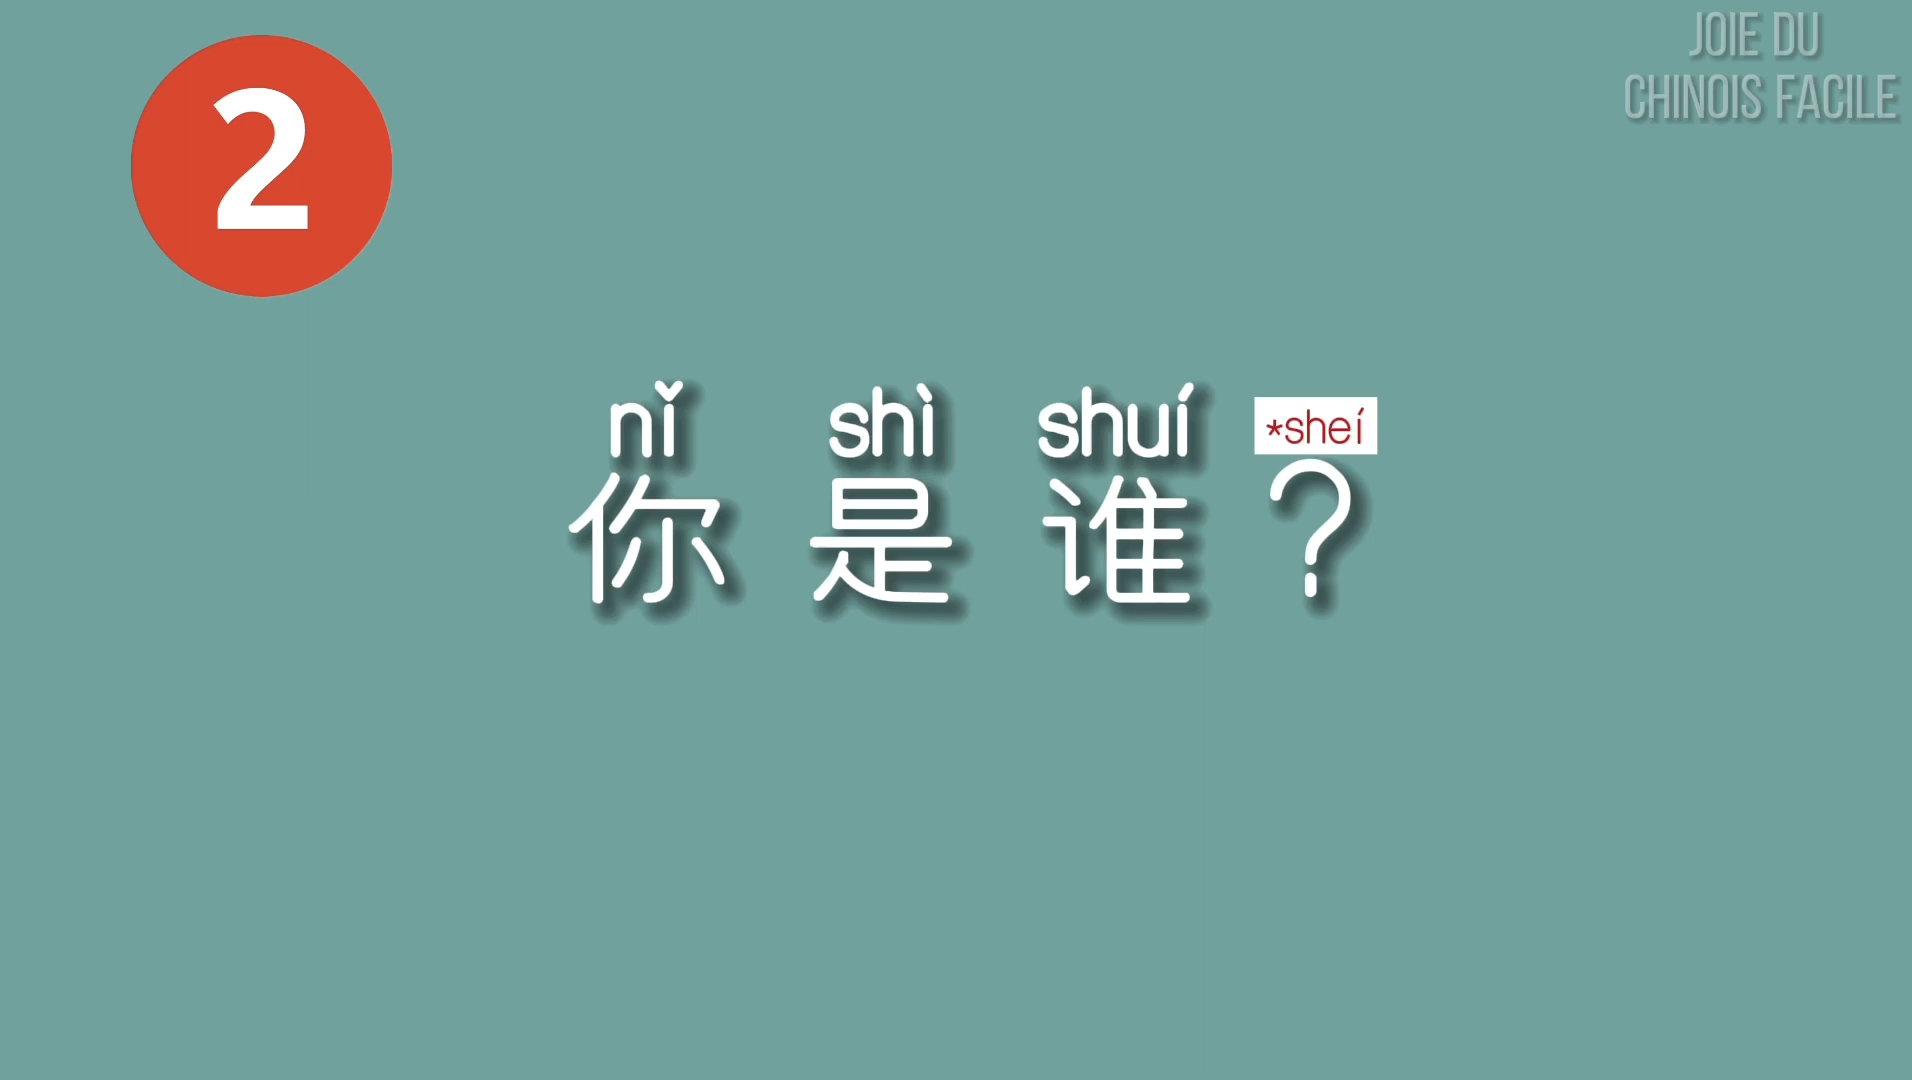 JOIE DU
CHINOIS FACILE
2
nǐ shì shuí *sheí
你是谁?